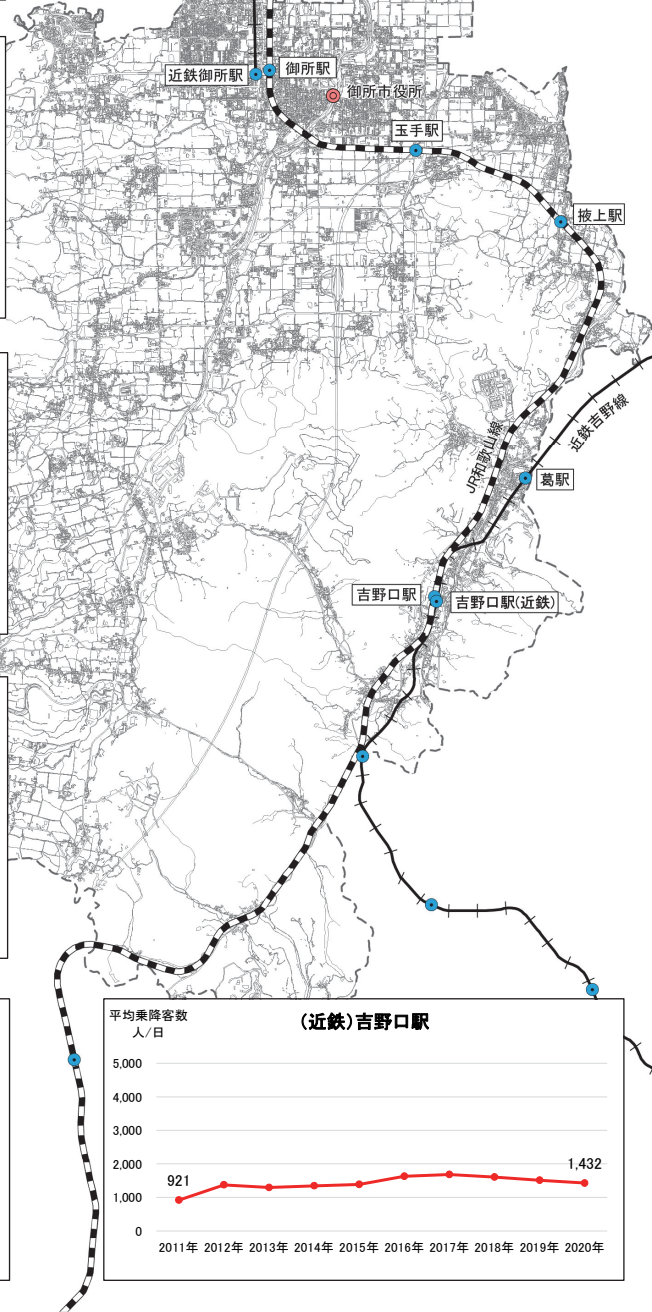 近鉄御所駅
御所駅
御所市役所
玉手駅
掖上駅
JR和歌山線
近鉄吉野線
葛駅
吉野口駅
吉野口駅(近鉄)
平均乗降客数
人/日
(近鉄)吉野口駅
5,000
4,000
3,000
2,000
1,000
0
921
1,432
2011年 2012年 2013年 2014年 2015年 2016年 2017年 2018年 2019年 2020年